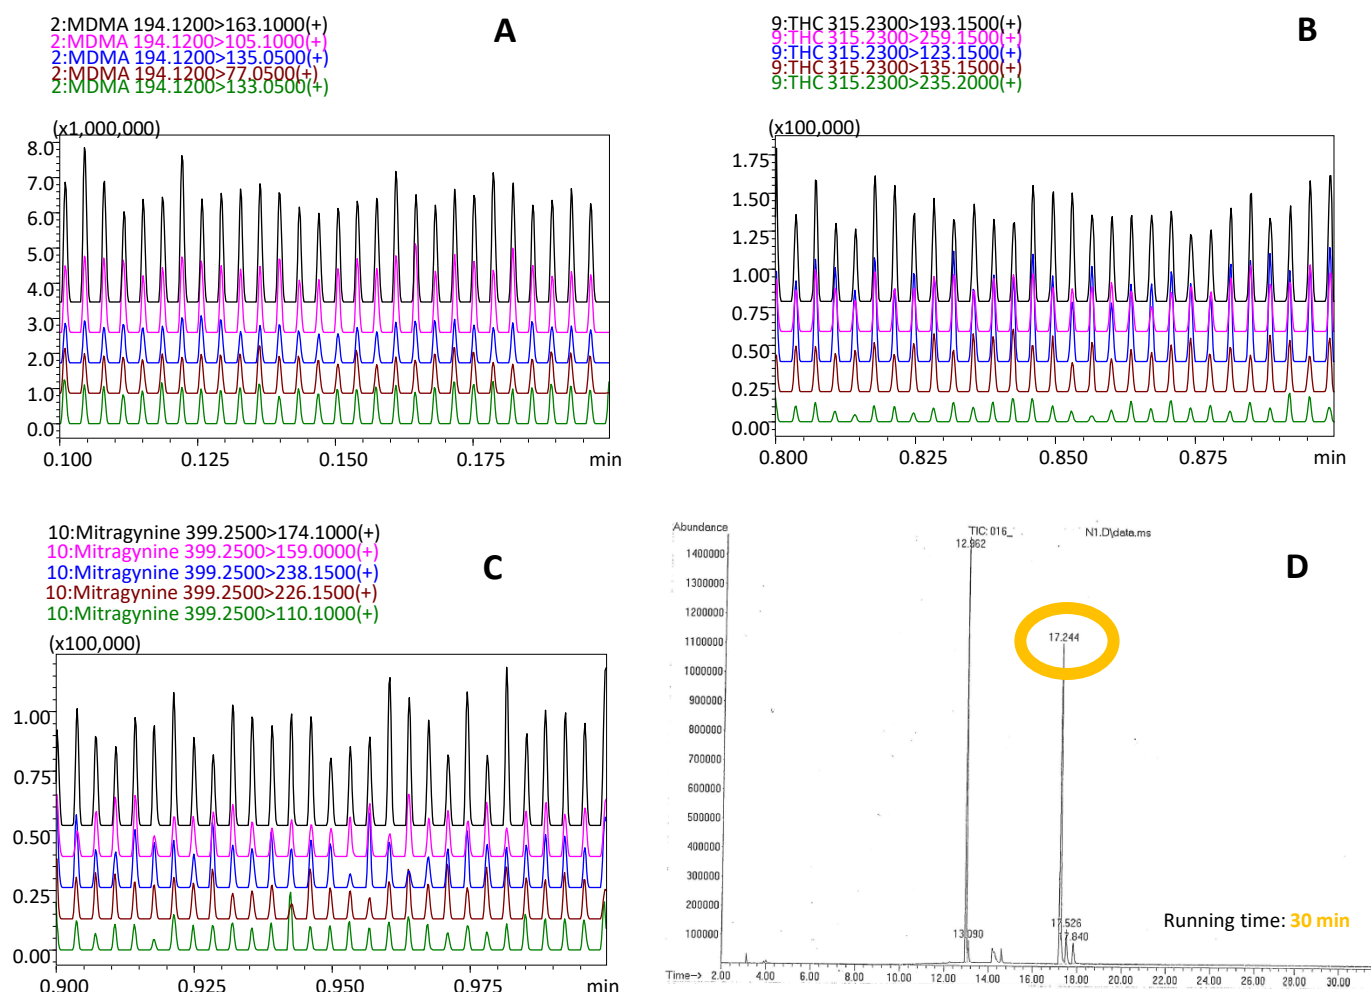 2:MDMA 194.1200>163.1000(+)
2:MDMA 194.1200>105.1000(+)
2:MDMA 194.1200>135.0500(+)
2:MDMA 194.1200>77.0500(+)
2:MDMA 194.1200>133.0500(+)
A
(x1,000,000)
8.0
7.0
6.0
5.0
4.0
3.0
2.0
1.0
0.0
0.100 0.125 0.150 0.175 min
9:THC 315.2300>193.1500(+)
9:THC 315.2300>259.1500(+)
9:THC 315.2300>123.1500(+)
9:THC 315.2300>135.1500(+)
9:THC 315.2300>235.2000(+)
B
(x100,000)
1.75
1.50
1.25
1.00
0.75
0.50
0.25
0.00
0.800 0.825 0.850 0.875 min
10:Mitragynine 399.2500>174.1000(+)
10:Mitragynine 399.2500>159.0000(+)
10:Mitragynine 399.2500>238.1500(+)
10:Mitragynine 399.2500>226.1500(+)
10:Mitragynine 399.2500>110.1000(+)
C
(x100,000)
1.00
0.75
0.50
0.25
0.00
0.900 0.925 0.950 0.975 min
Abundance
TIC: 016_ N1.D\data.ms
D
12.962
1400000
1300000
1200000
1100000
17.244
1000000
900000
800000
700000
600000
500000
400000
300000
200000
100000
13.090
17.526
17.840
Running time: 30 min
Time--> 2.00 4.00 6.00 8.00 10.00 12.00 14.00 16.00 18.00 20.00 22.00 24.00 26.00 28.00 30.00